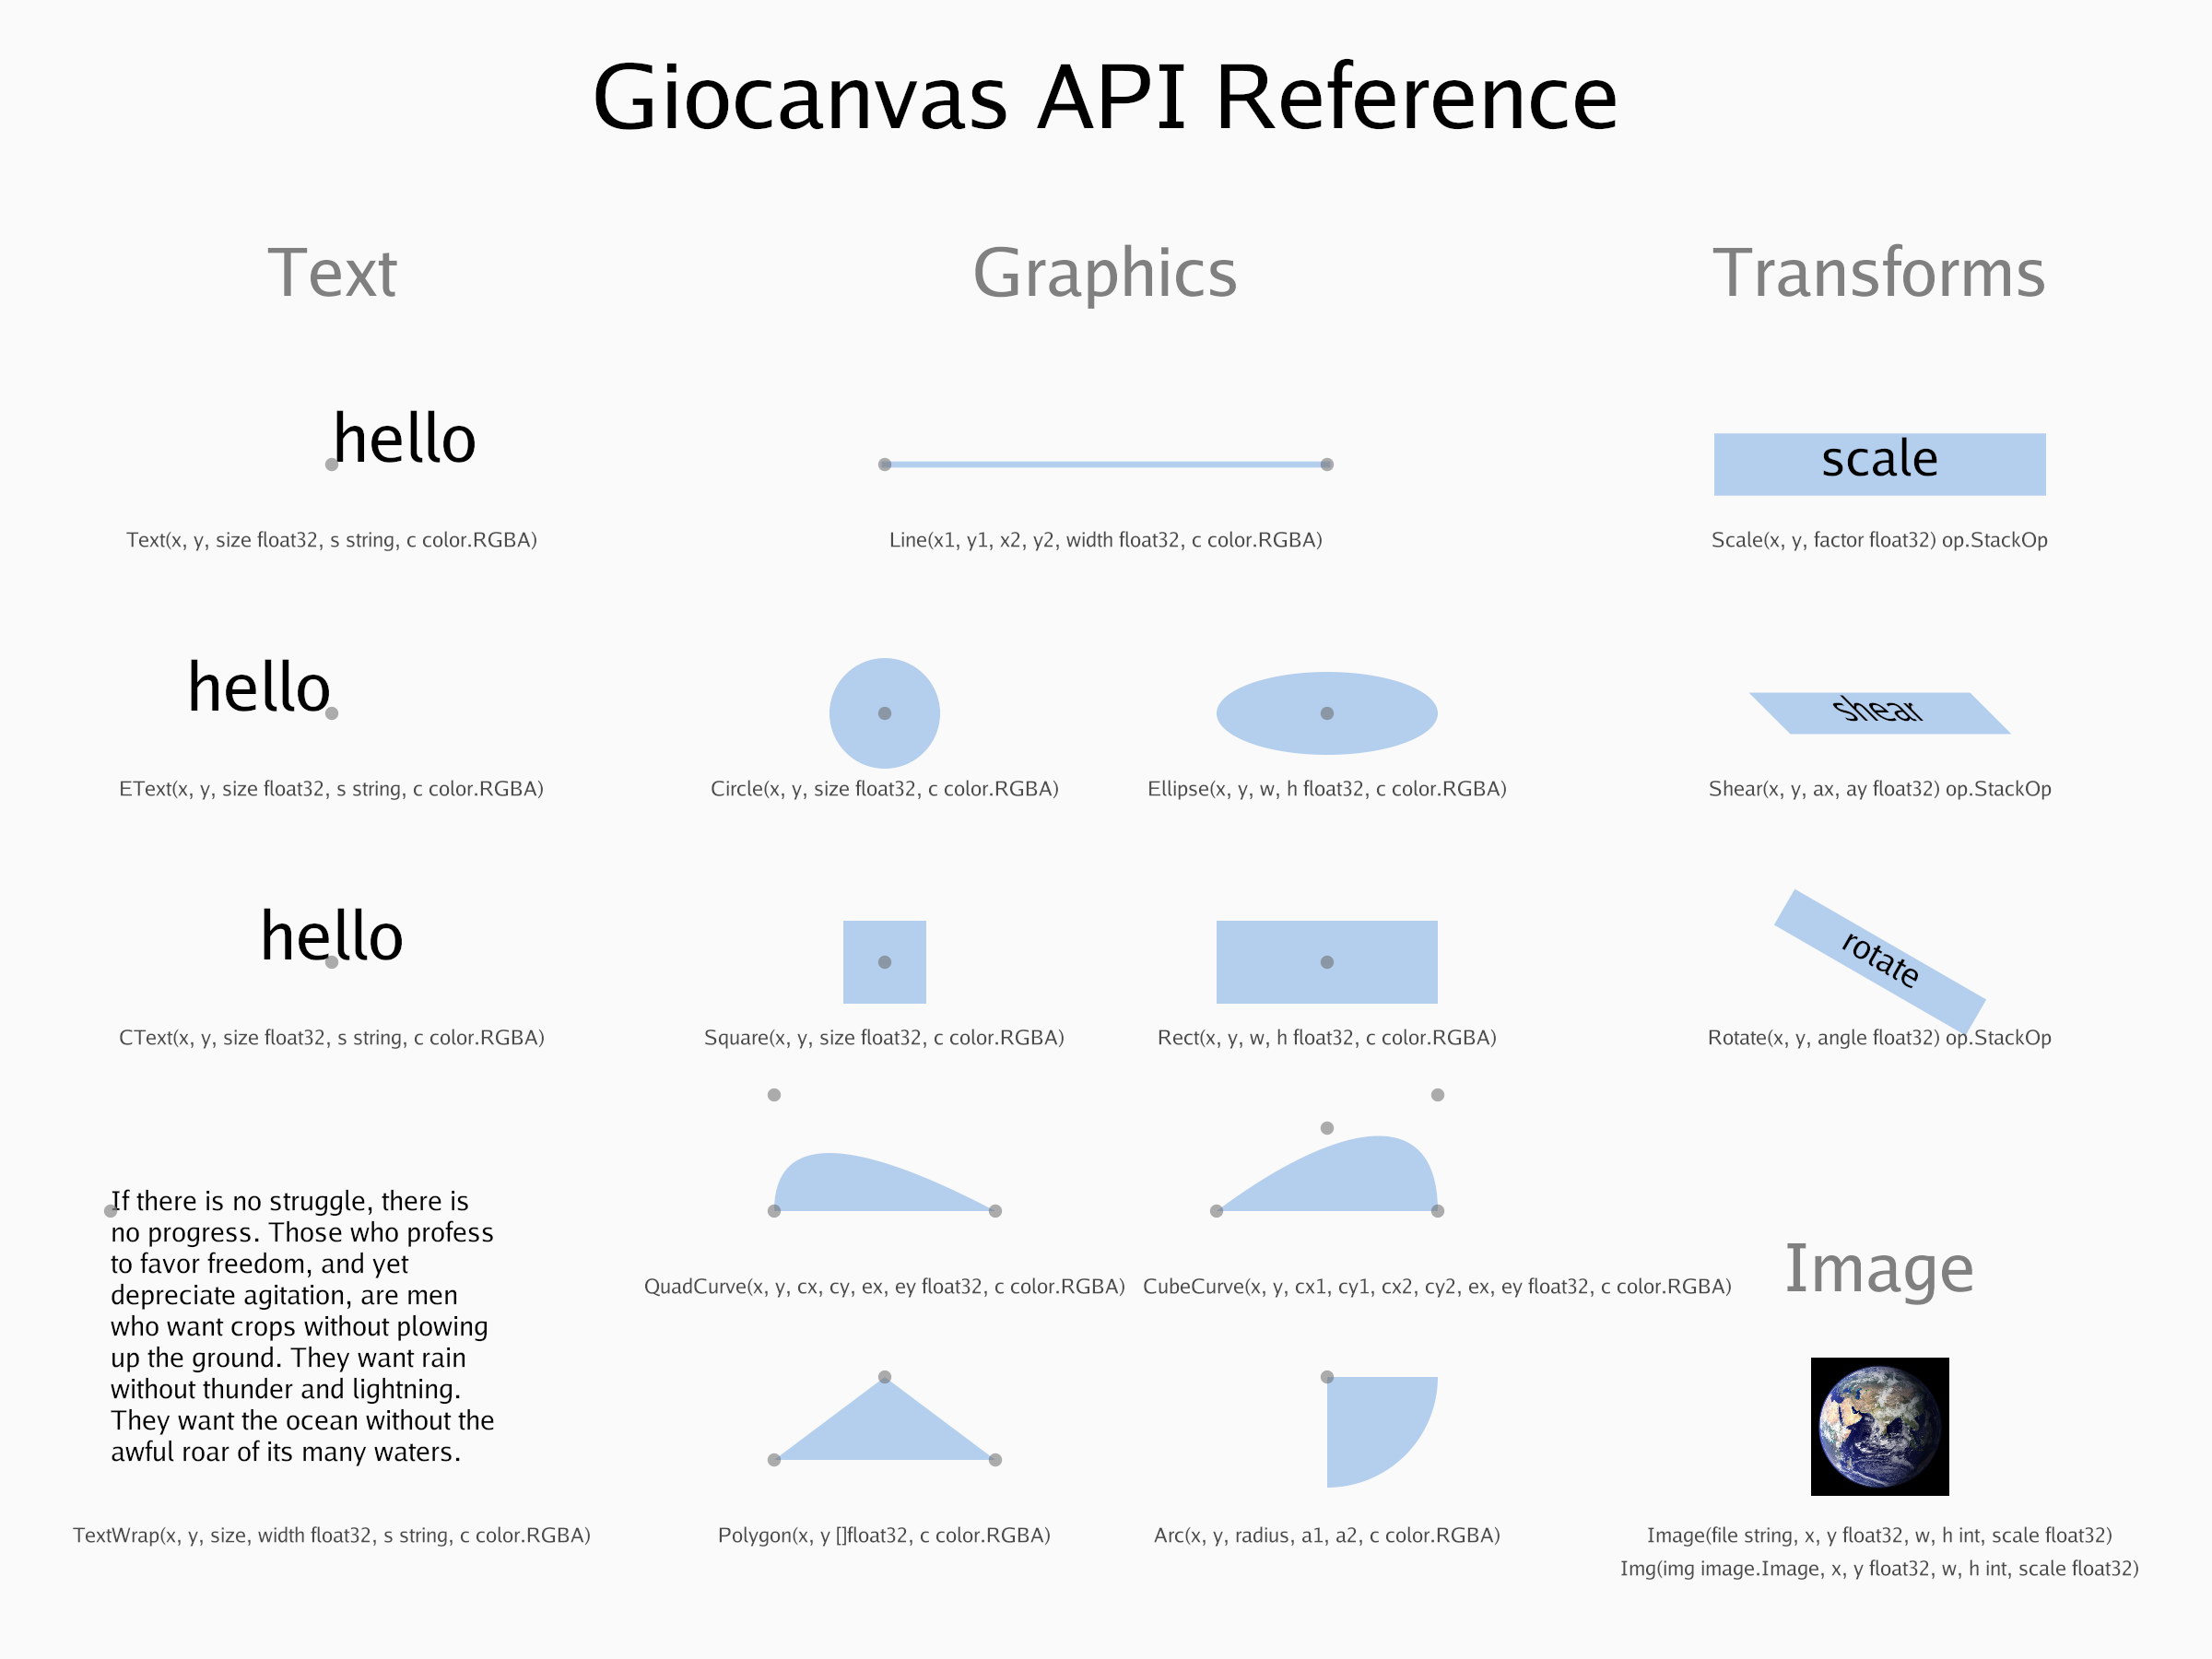 Giocanvas API Reference
Text
Graphics
Transforms
hello
scale
Text(x, y, size float32, s string, c color.RGBA)
Line(x1, y1, x2, y2, width float32, c color.RGBA)
Scale(x, y, factor float32) op.StackOp
hello
shear
EText(x, y, size float32, s string, c color.RGBA)
Circle(x, y, size float32, c color.RGBA)
Ellipse(x, y, w, h float32, c color.RGBA)
Shear(x, y, ax, ay float32) op.StackOp
hello
rotate
CText(x, y, size float32, s string, c color.RGBA)
Square(x, y, size float32, c color.RGBA)
Rect(x, y, w, h float32, c color.RGBA)
Rotate(x, y, angle float32) op.StackOp
If there is no struggle, there is
no progress. Those who profess
to favor freedom, and yet
depreciate agitation, are men
who want crops without plowing
up the ground. They want rain
without thunder and lightning.
They want the ocean without the
awful roar of its many waters.
QuadCurve(x, y, cx, cy, ex, ey float32, c color.RGBA)
CubeCurve(x, y, cx1, cy1, cx2, cy2, ex, ey float32, c color.RGBA)
Image
TextWrap(x, y, size, width float32, s string, c color.RGBA)
Polygon(x, y []float32, c color.RGBA)
Arc(x, y, radius, a1, a2, c color.RGBA)
Image(file string, x, y float32, w, h int, scale float32)
Img(img image.Image, x, y float32, w, h int, scale float32)